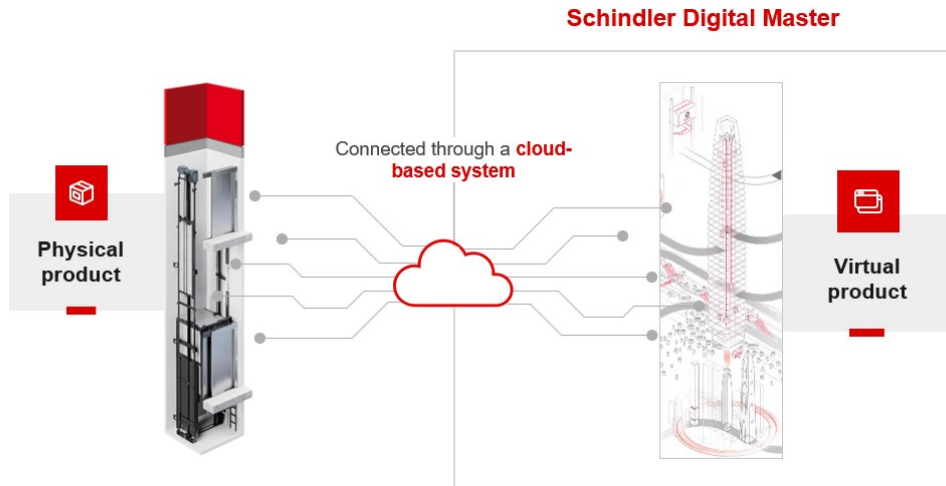 Schindler Digital Master
Connected through a cloud-
based system
Physical
product
Virtual
product